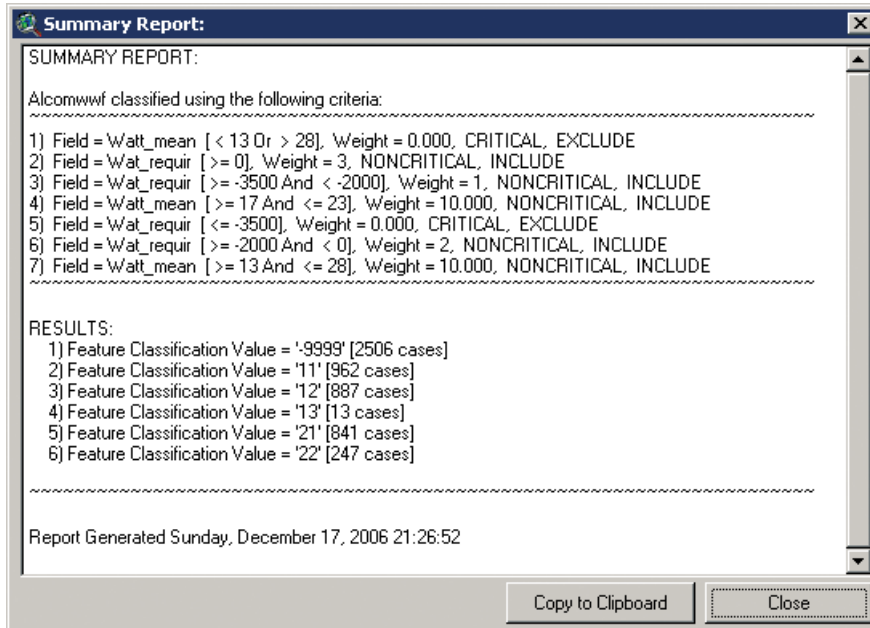 Summary Report:
SUMMARY REPORT:
Alcomwwf classified using the following criteria:
~~~~~~~~~~~~~~~~~~~~~~~~~~~~~~~~~~~~~~~~~~~~~~~~~~~~~~~~~~~~~~~~~~~~~~
1) Field = Watt_mean [ < 13 Or > 28], Weight = 0.000, CRITICAL, EXCLUDE
2) Field = Wat_requir [ >= 0], Weight = 3, NONCRITICAL, INCLUDE
3) Field = Wat_requir [ >= -3500 And < -2000], Weight = 1, NONCRITICAL, INCLUDE
4) Field = Watt_mean [ >= 17 And <= 23], Weight = 10.000, NONCRITICAL, INCLUDE
5) Field = Wat_requir [ <= -3500], Weight = 0.000, CRITICAL, EXCLUDE
6) Field = Wat_requir [ >= -2000 And < 0], Weight = 2, NONCRITICAL, INCLUDE
7) Field = Watt_mean [ >= 13 And <= 28], Weight = 10.000, NONCRITICAL, INCLUDE
~~~~~~~~~~~~~~~~~~~~~~~~~~~~~~~~~~~~~~~~~~~~~~~~~~~~~~~~~~~~~~~~~~~~~~
RESULTS:
1) Feature Classification Value = '-9999' [2506 cases]
2) Feature Classification Value = '11' [962 cases]
3) Feature Classification Value = '12' [887 cases]
4) Feature Classification Value = '13' [13 cases]
5) Feature Classification Value = '21' [841 cases]
6) Feature Classification Value = '22' [247 cases]
~~~~~~~~~~~~~~~~~~~~~~~~~~~~~~~~~~~~~~~~~~~~~~~~~~~~~~~~~~~~~~~~~~~~~~
Report Generated Sunday, December 17, 2006 21:26:52
Copy to Clipboard
Close